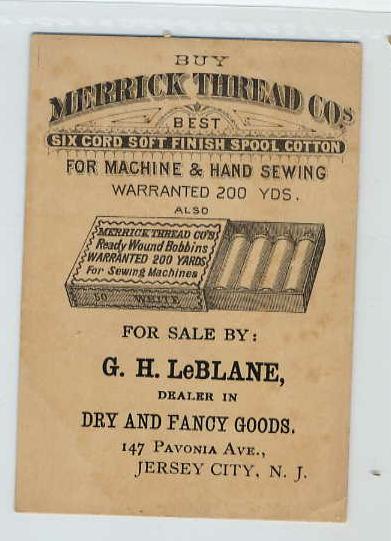 BUY
MERRICK THREAD CO'S
BEST
SIX CORD SOFT FINISH SPOOL COTTON
FOR MACHINE & HAND SEWING
WARRANTED 200 YDS.
ALSO
MERRICK THREAD CO'S
Ready Wound Bobbins
WARRANTED 200 YARDS
For Sewing Machines
50 WHITE
FOR SALE BY:
G. H. LeBLANE,
DEALER IN
DRY AND FANCY GOODS.
147 PAVONIA AVE.,
JERSEY CITY, N. J.